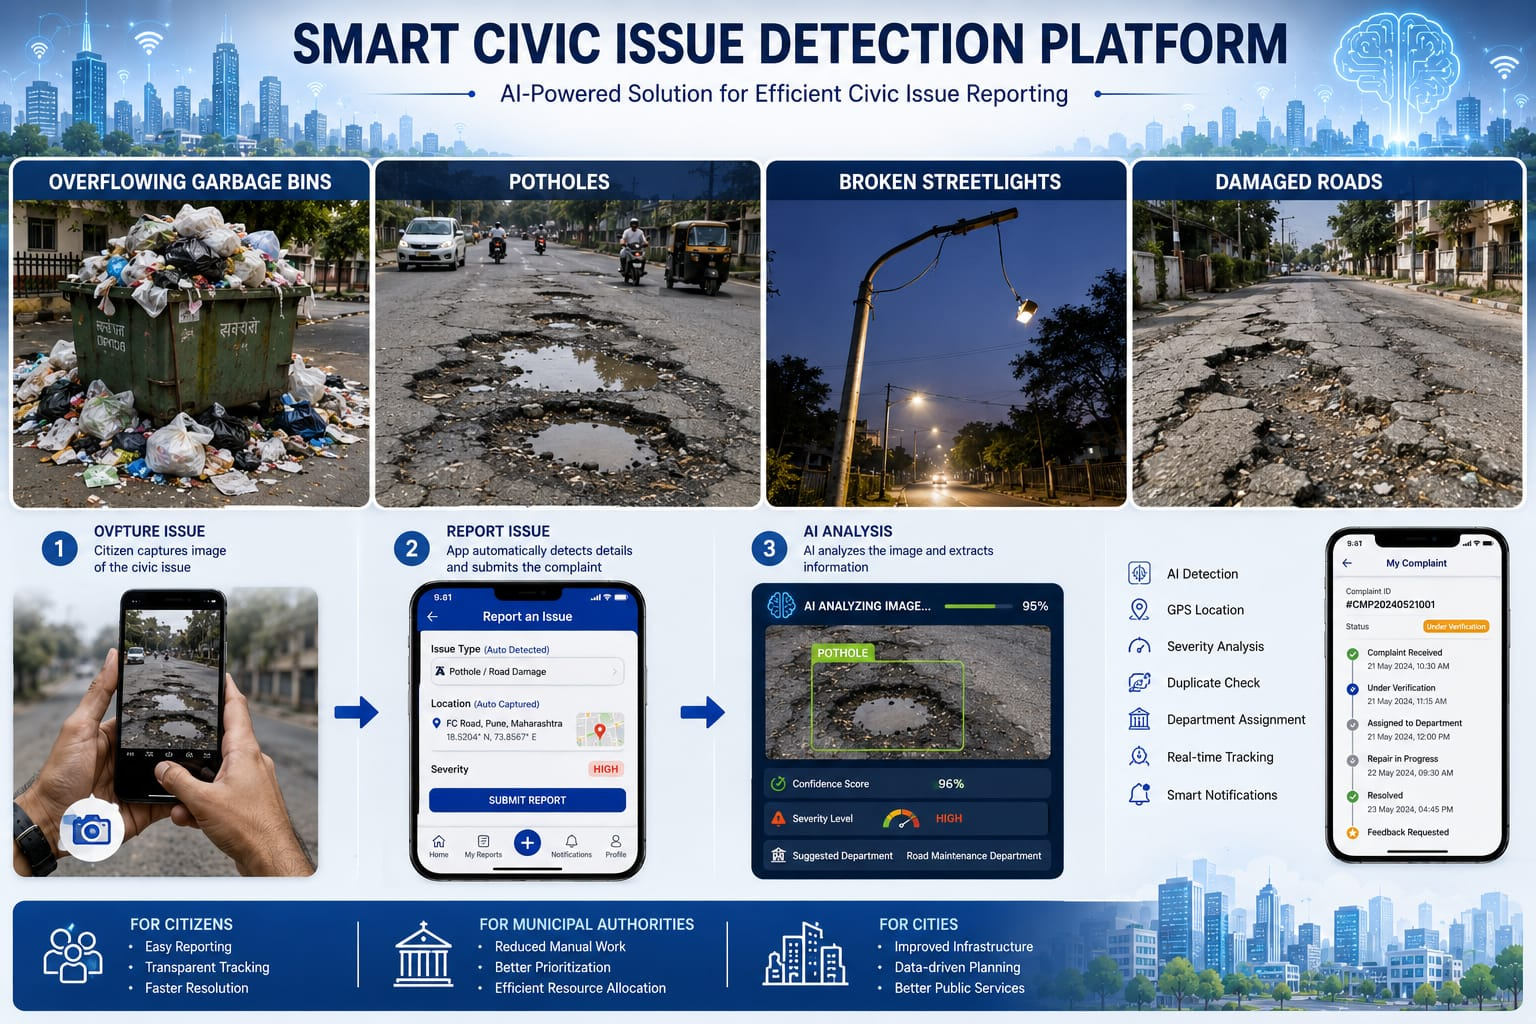 SMART CIVIC ISSUE DETECTION PLATFORM
AI-Powered Solution for Efficient Civic Issue Reporting
OVERFLOWING GARBAGE BINS
POTHOLES
BROKEN STREETLIGHTS
DAMAGED ROADS
1
OVPTURE ISSUE
Citizen captures image
of the civic issue
2
REPORT ISSUE
App automatically detects details
and submits the complaint
9.81
Report an Issue
Issue Type (Auto Detected)
Pothole / Road Damage
Location (Auto Captured)
FC Road, Pune, Maharashtra
18.5204° N, 73.8567° E
Severity
HIGH
SUBMIT REPORT
Home
My Reports
Notifications
Profile
3
AI ANALYSIS
AI analyzes the image and extracts
information
AI ANALYZING IMAGE...
95%
POTHOLE
Confidence Score
96%
Severity Level
HIGH
Suggested Department
Road Maintenance Department
AI Detection
GPS Location
Severity Analysis
Duplicate Check
Department Assignment
Real-time Tracking
Smart Notifications
9:81
My Complaint
Complaint ID
#CMP20240521001
Status
Under Verification
Complaint Received
21 May 2024, 10:30 AM
Under Verification
21 May 2024, 11:15 AM
Assigned to Department
21 May 2024, 12:00 PM
Repair in Progress
22 May 2024, 09:30 AM
Resolved
23 May 2024, 04:45 PM
Feedback Requested
FOR CITIZENS
• Easy Reporting
• Transparent Tracking
• Faster Resolution
FOR MUNICIPAL AUTHORITIES
• Reduced Manual Work
• Better Prioritization
• Efficient Resource Allocation
FOR CITIES
• Improved Infrastructure
• Data-driven Planning
• Better Public Services